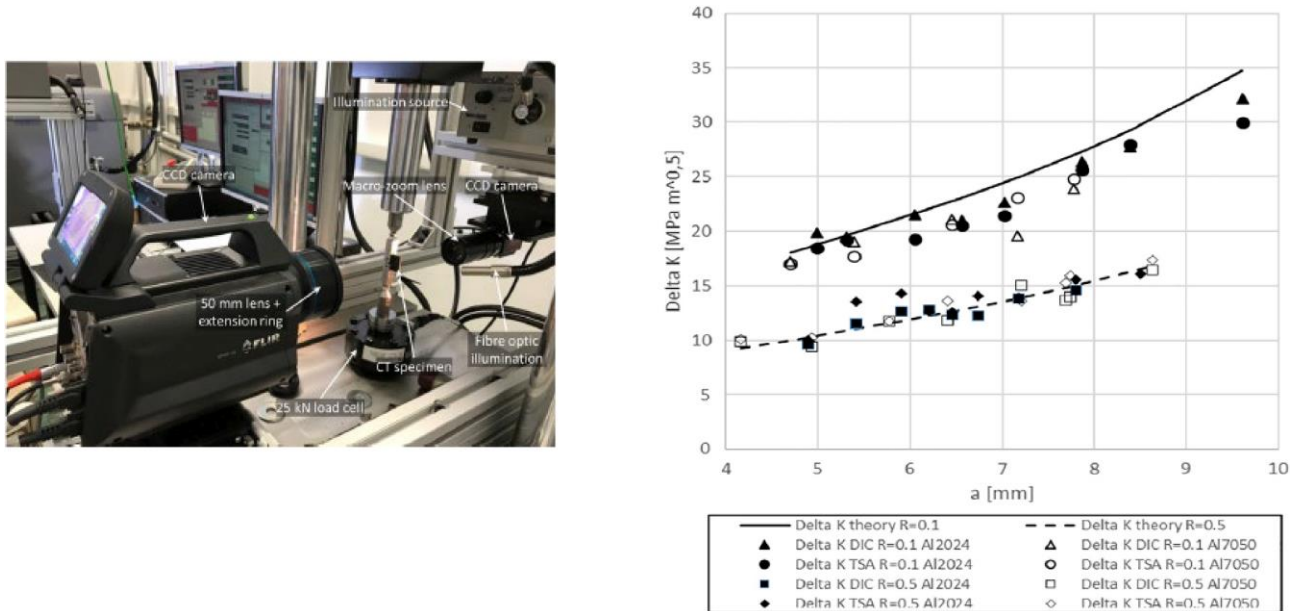 Illumination source
CCD camera
Macro-zoom lens
CCD camera
50 mm lens +
extension ring
FLIR
Fibre optic
illumination
CT specimen
25 kN load cell
Delta K [MPa m^0,5]
40
35
30
25
20
15
10
5
0
4 5 6 7 8 9 10
a [mm]
Delta K theory R=0.1 Delta K theory R=0.5
Delta K DIC R=0.1 Al2024 Delta K DIC R=0.1 Al7050
Delta K TSA R=0.1 Al2024 Delta K TSA R=0.1 Al7050
Delta K DIC R=0.5 Al2024 Delta K DIC R=0.5 Al7050
Delta K TSA R=0.5 Al2024 Delta K TSA R=0.5 Al7050